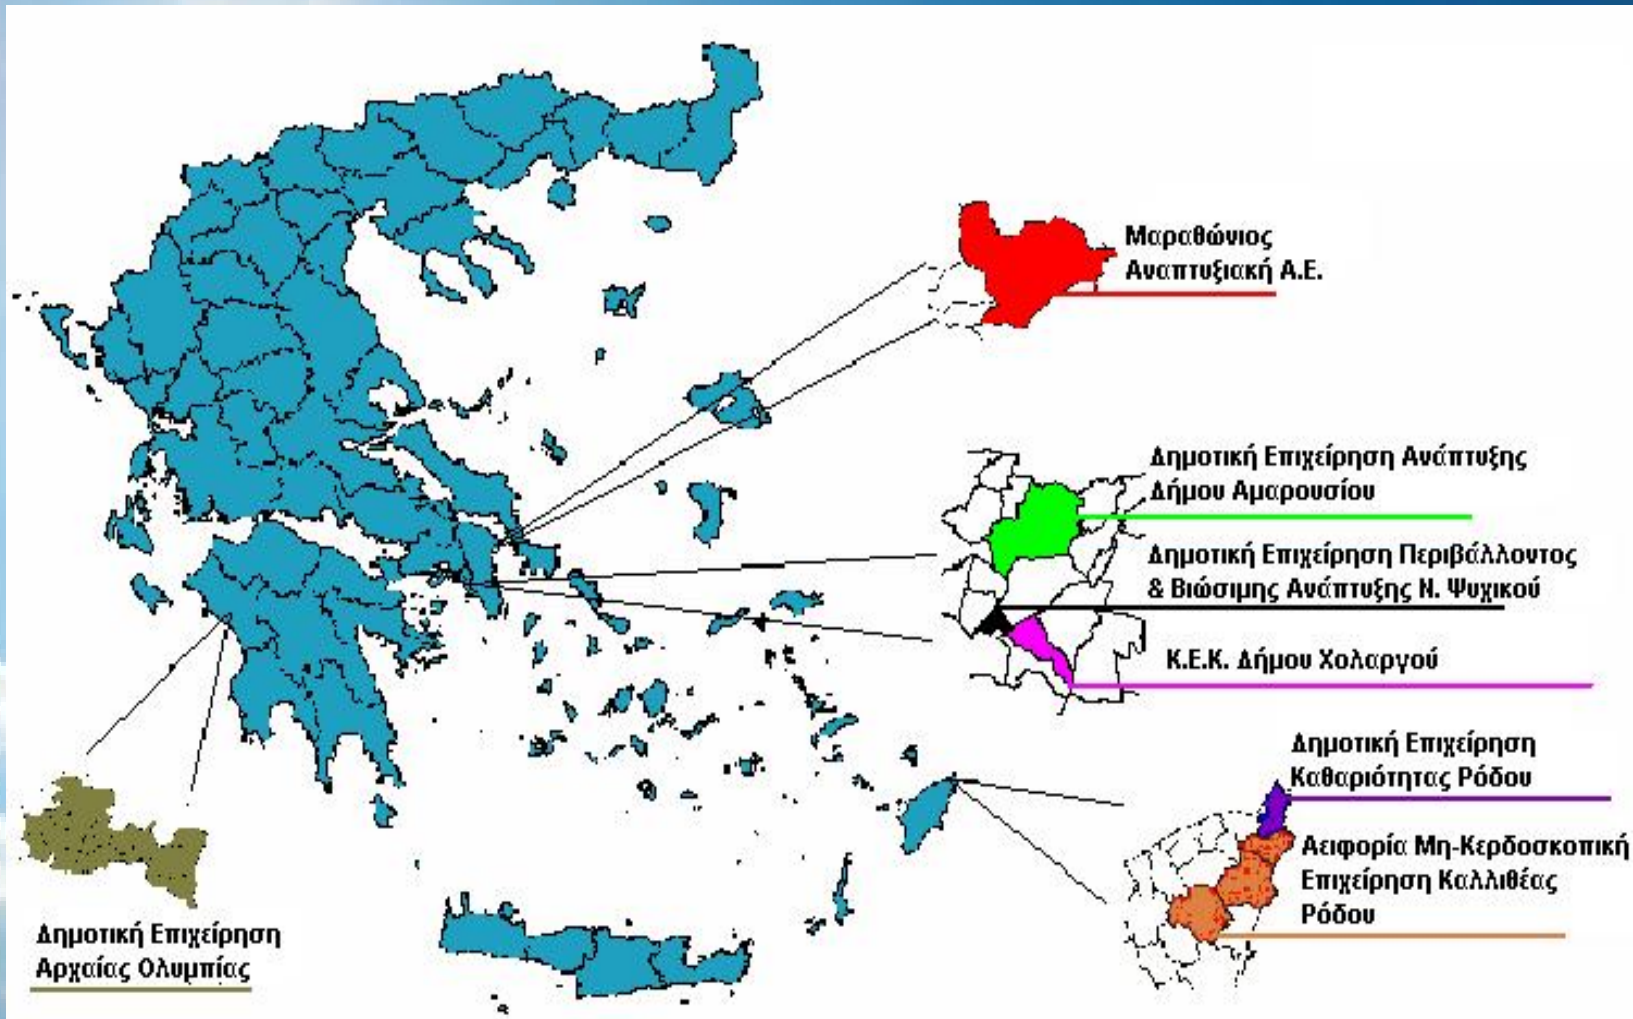 Μαραθώνιος
Αναπτυξιακή Α.Ε.
Δημοτική Επιχείρηση Ανάπτυξης
Δήμου Αμαρουσίου
Δημοτική Επιχείρηση Περιβάλλοντος
& Βιώσιμης Ανάπτυξης Ν. Ψυχικού
Κ.Ε.Κ. Δήμου Χολαργού
Δημοτική Επιχείρηση
Καθαριότητας Ρόδου
Αειφορία Μη-Κερδοσκοπική
Επιχείρηση Καλλιθέας
Ρόδου
Δημοτική Επιχείρηση
Αρχαίας Ολυμπίας